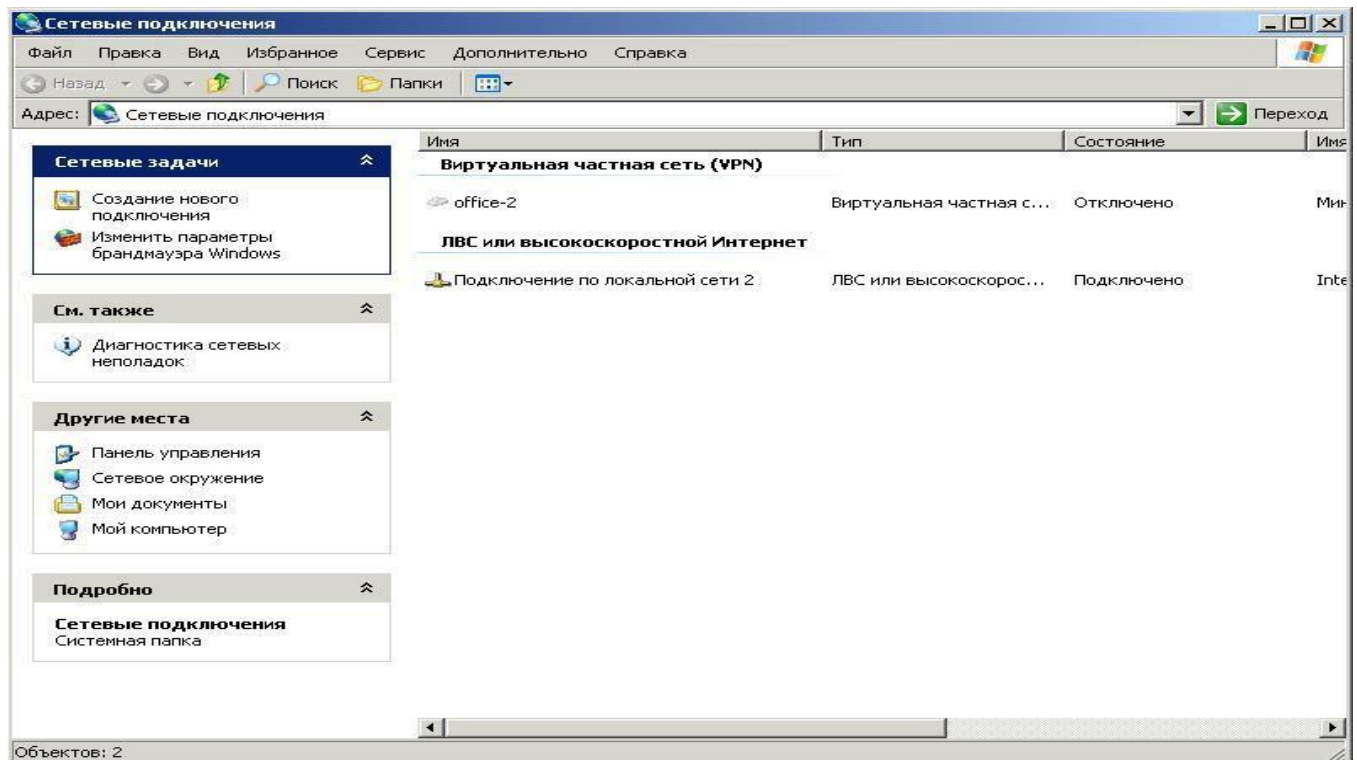 Сетевые подключения
Файл Правка Вид Избранное Сервис Дополнительно Справка
Назад Поиск Папки
Адрес: Сетевые подключения Переход
Сетевые задачи
Создание нового
подключения
Изменить параметры
брандмауэра Windows
См. также
Диагностика сетевых
неполадок
Другие места
Панель управления
Сетевое окружение
Мои документы
Мой компьютер
Подробно
Сетевые подключения
Системная папка
Имя Тип Состояние Имя
Виртуальная частная сеть (VPN)
office-2 Виртуальная частная с... Отключено Мин
ЛВС или высокоскоростной Интернет
Подключение по локальной сети 2 ЛВС или высокоскорос... Подключено Inte
Объектов: 2